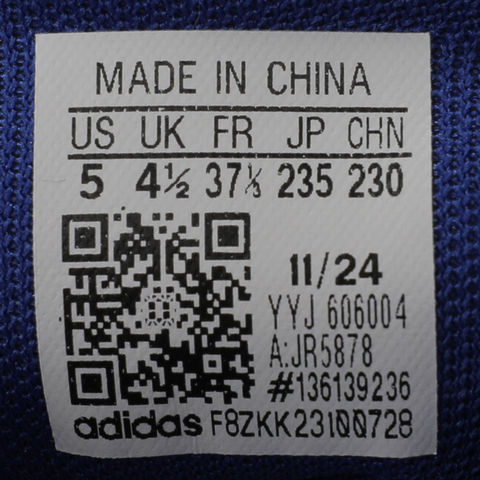 MADE IN CHINA
US UK FR JP CHN
5 4½ 37⅓ 235 230
11/24
YYJ 606004
A:JR5878
#136139236
adidas F8ZKK23100728